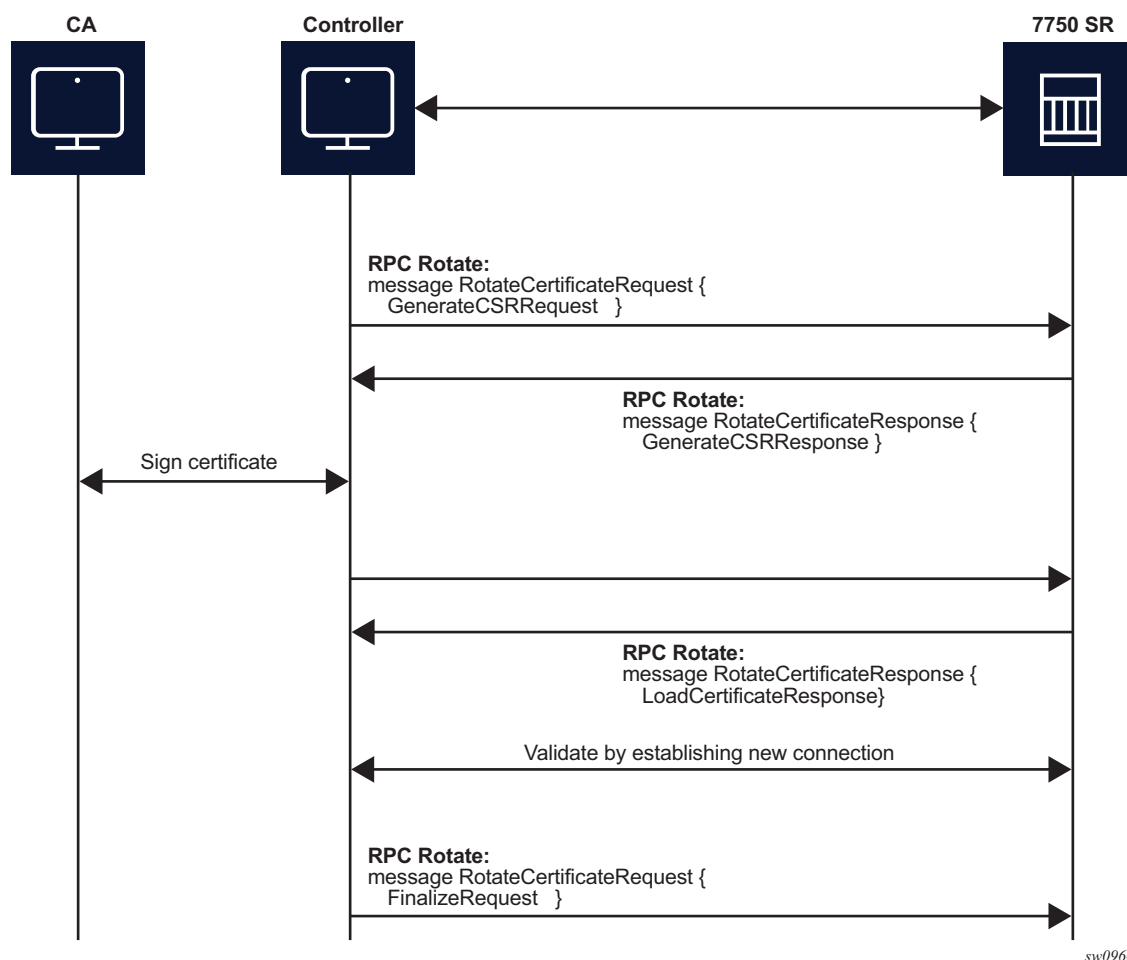 CA
Controller
7750 SR
RPC Rotate:
message RotateCertificateRequest {
GenerateCSRRequest }
RPC Rotate:
message RotateCertificateResponse {
GenerateCSRResponse }
Sign certificate
RPC Rotate:
message RotateCertificateResponse {
LoadCertificateResponse}
Validate by establishing new connection
RPC Rotate:
message RotateCertificateRequest {
FinalizeRequest }